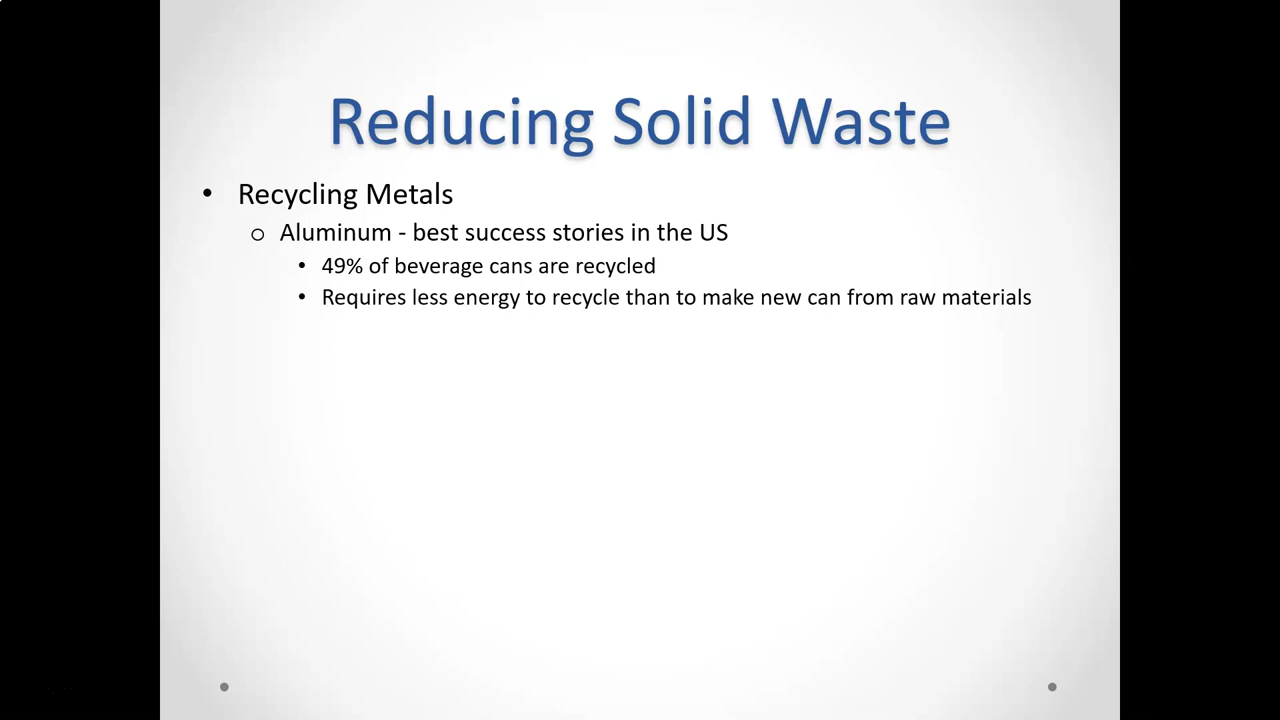 Reducing Solid Waste
• Recycling Metals
o Aluminum - best success stories in the US
• 49% of beverage cans are recycled
• Requires less energy to recycle than to make new can from raw materials